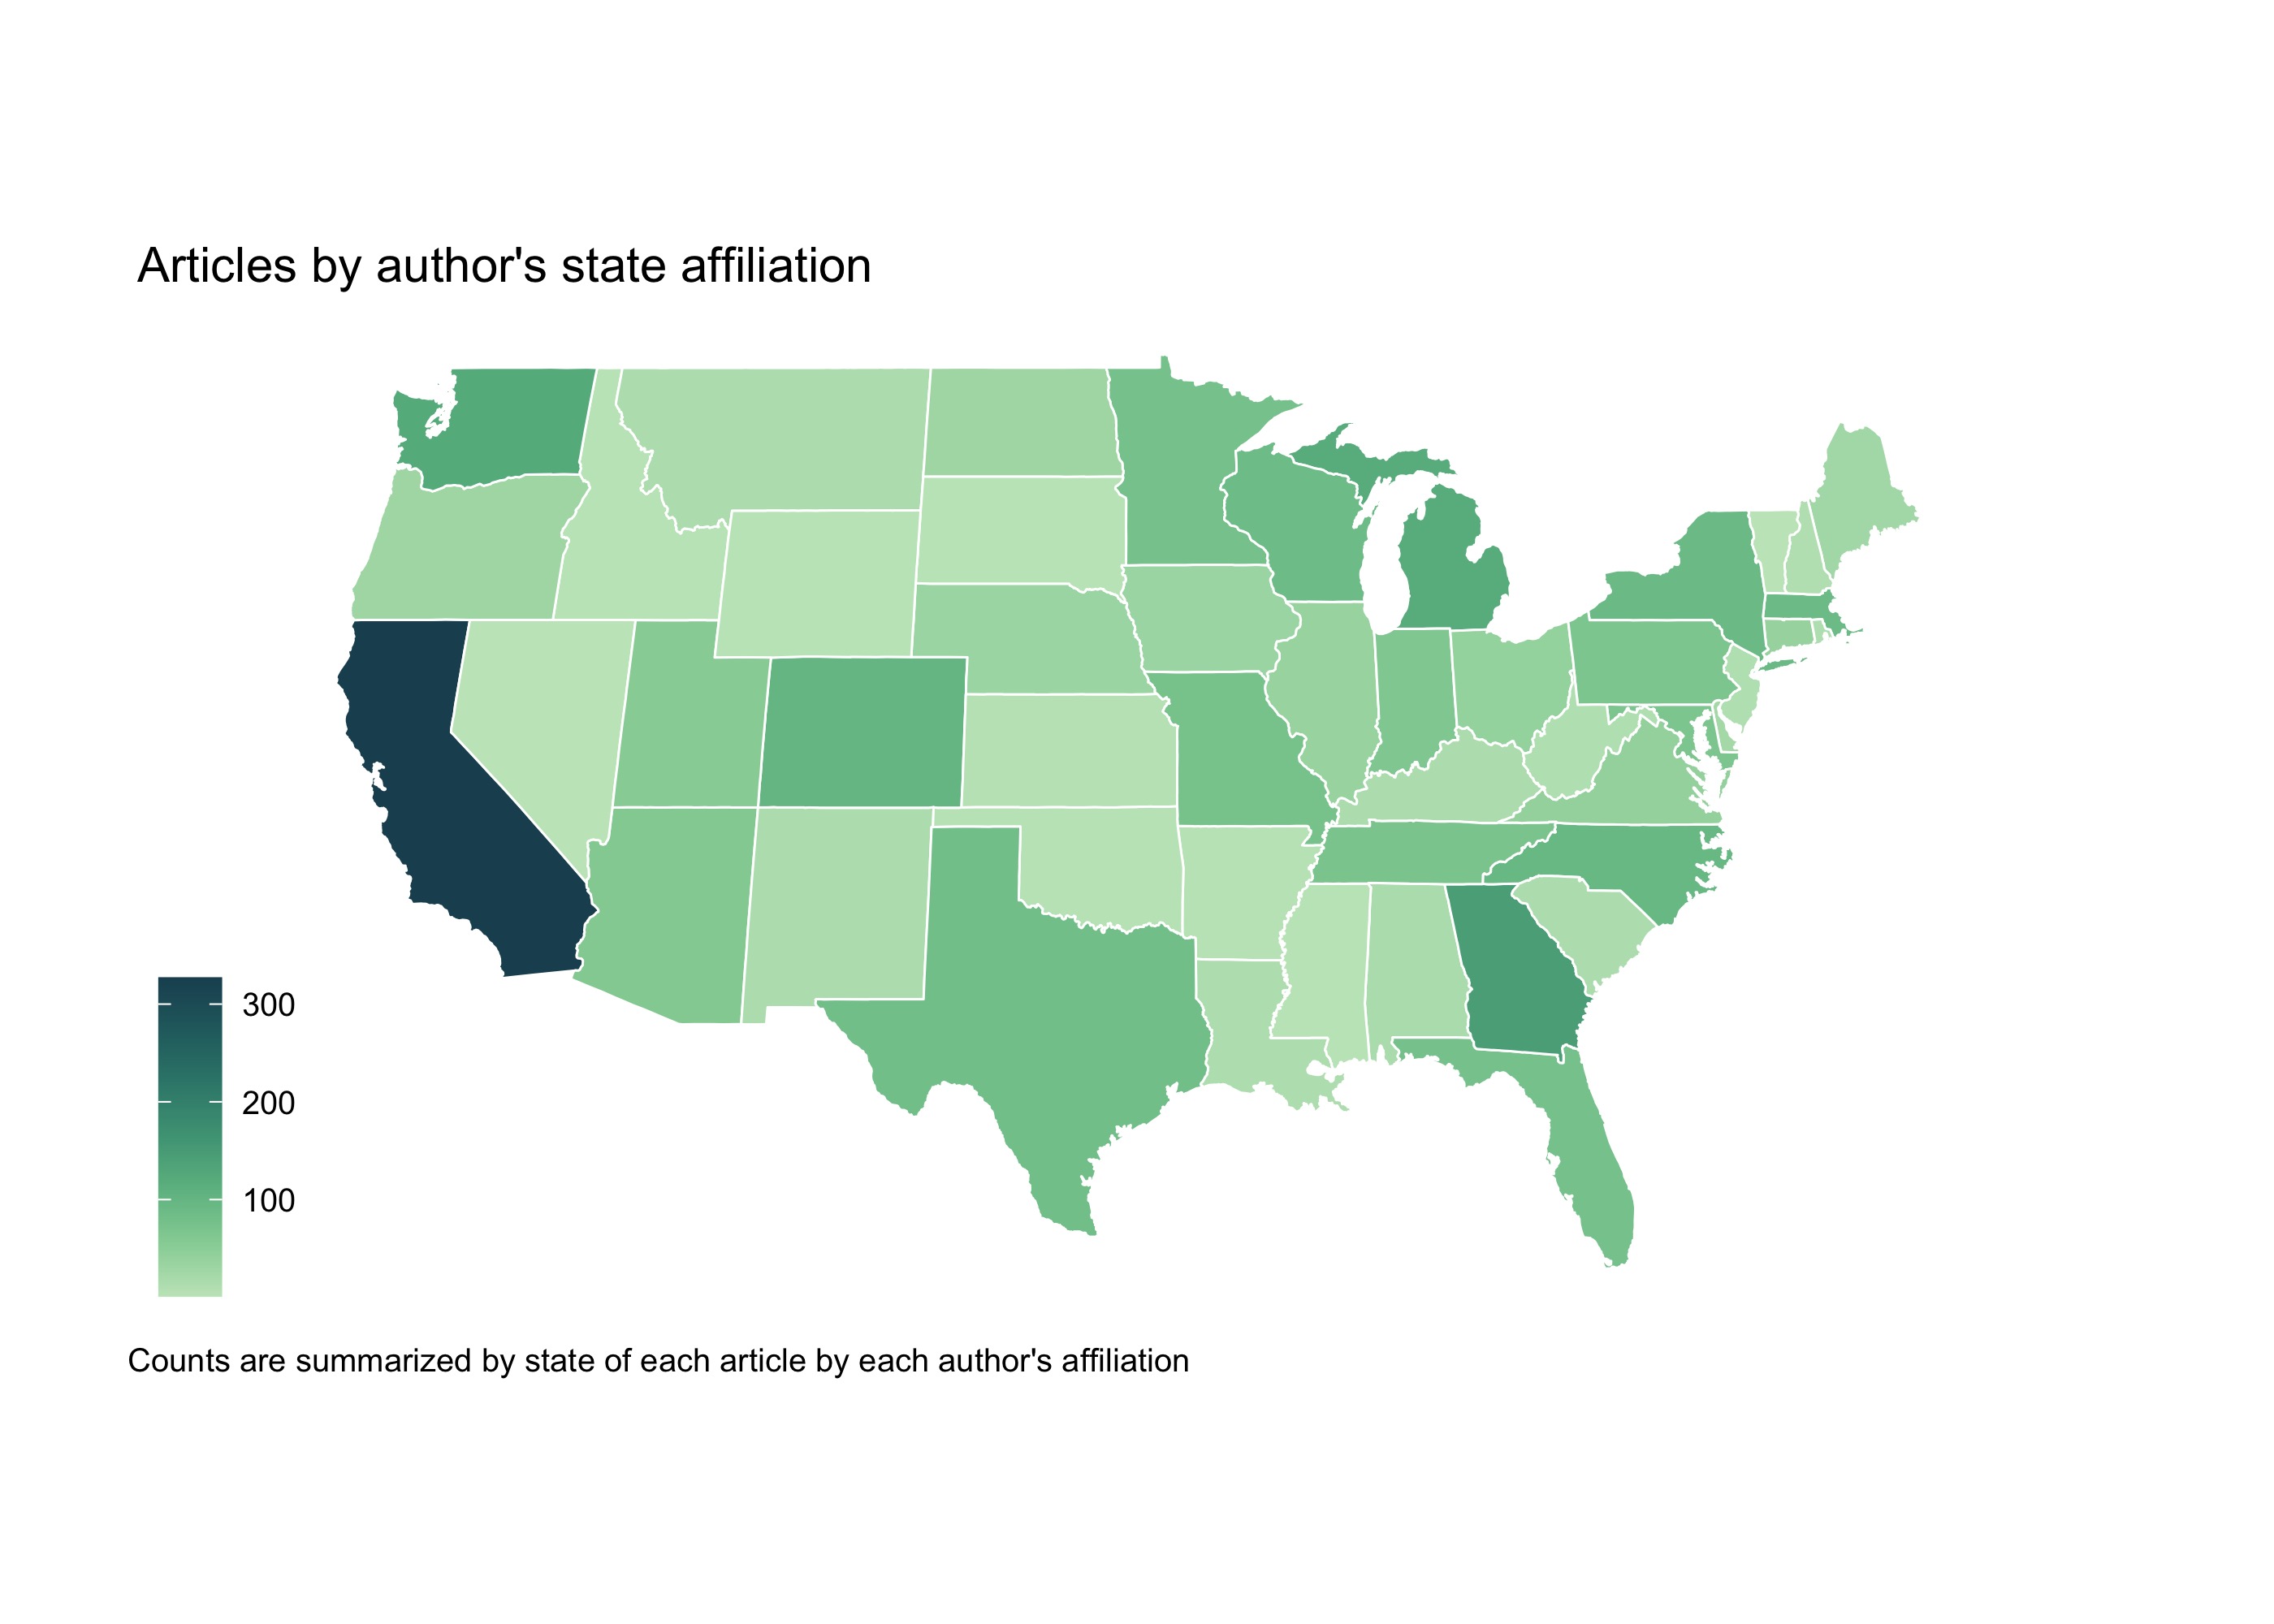 Articles by author's state affiliation
300
200
100
Counts are summarized by state of each article by each author's affiliation